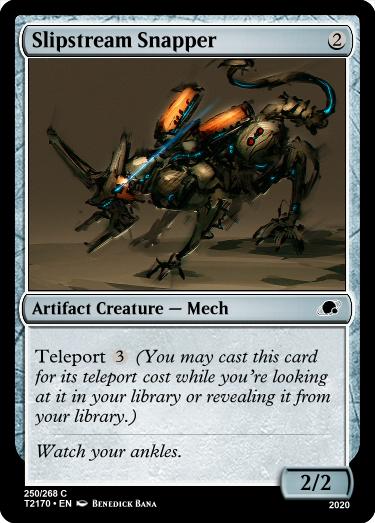 Slipstream Snapper 2
Artifact Creature — Mech
Teleport 3 (You may cast this card
for its teleport cost while you're looking
at it in your library or revealing it from
your library.)
Watch your ankles.
2/2
250/268 C
T2170 • EN Benedick Bana
2020